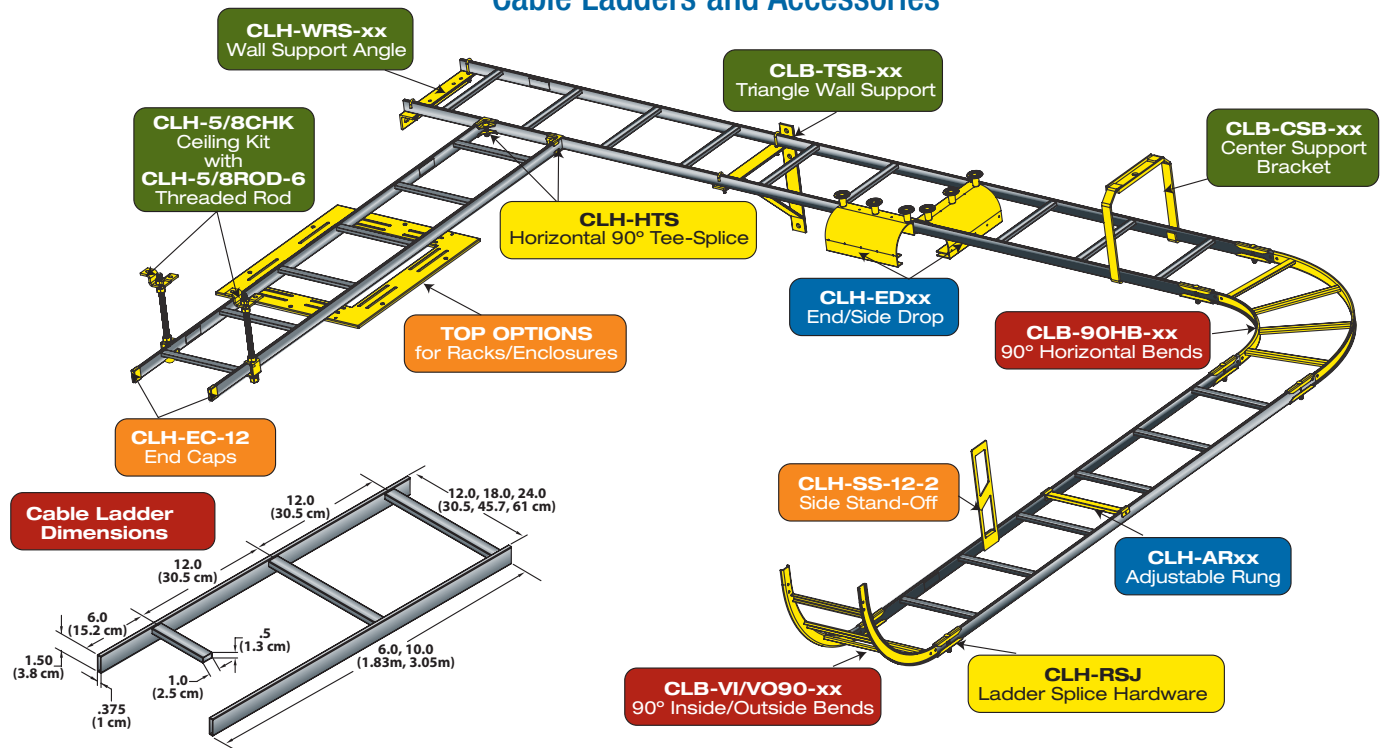 Cable Ladders and Accessories
CLH-WRS-xx
Wall Support Angle
CLB-TSB-xx
Triangle Wall Support
CLH-5/8CHK
Ceiling Kit
with
CLH-5/8ROD-6
Threaded Rod
CLB-CSB-xx
Center Support
Bracket
CLH-HTS
Horizontal 90º Tee-Splice
CLH-EDxx
End/Side Drop
TOP OPTIONS
for Racks/Enclosures
CLB-90HB-xx
90º Horizontal Bends
CLH-EC-12
End Caps
CLH-SS-12-2
Side Stand-Off
Cable Ladder
Dimensions
12.0
(30.5 cm)
12.0, 18.0, 24.0
(30.5, 45.7, 61 cm)
12.0
(30.5 cm)
6.0
(15.2 cm)
.5
(1.3 cm)
1.50
(3.8 cm)
1.0
(2.5 cm)
.375
(1 cm)
6.0, 10.0
(1.83m, 3.05m)
CLH-ARxx
Adjustable Rung
CLB-VI/VO90-xx
90º Inside/Outside Bends
CLH-RSJ
Ladder Splice Hardware